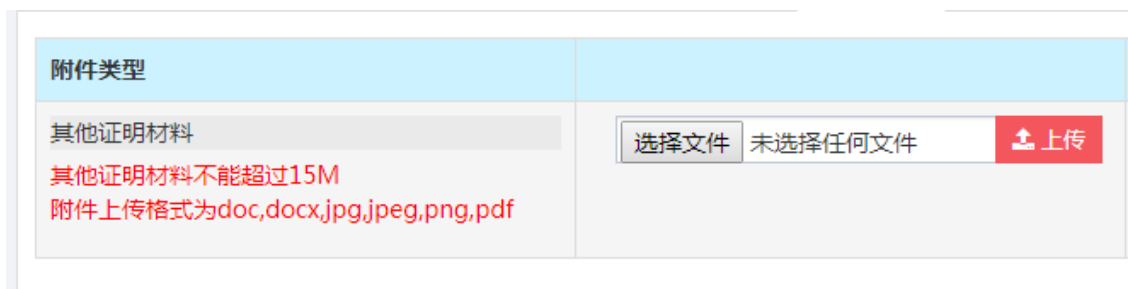 附件类型
其他证明材料
选择文件 未选择任何文件 上传
其他证明材料不能超过15M
附件上传格式为doc,docx,jpg,jpeg,png,pdf